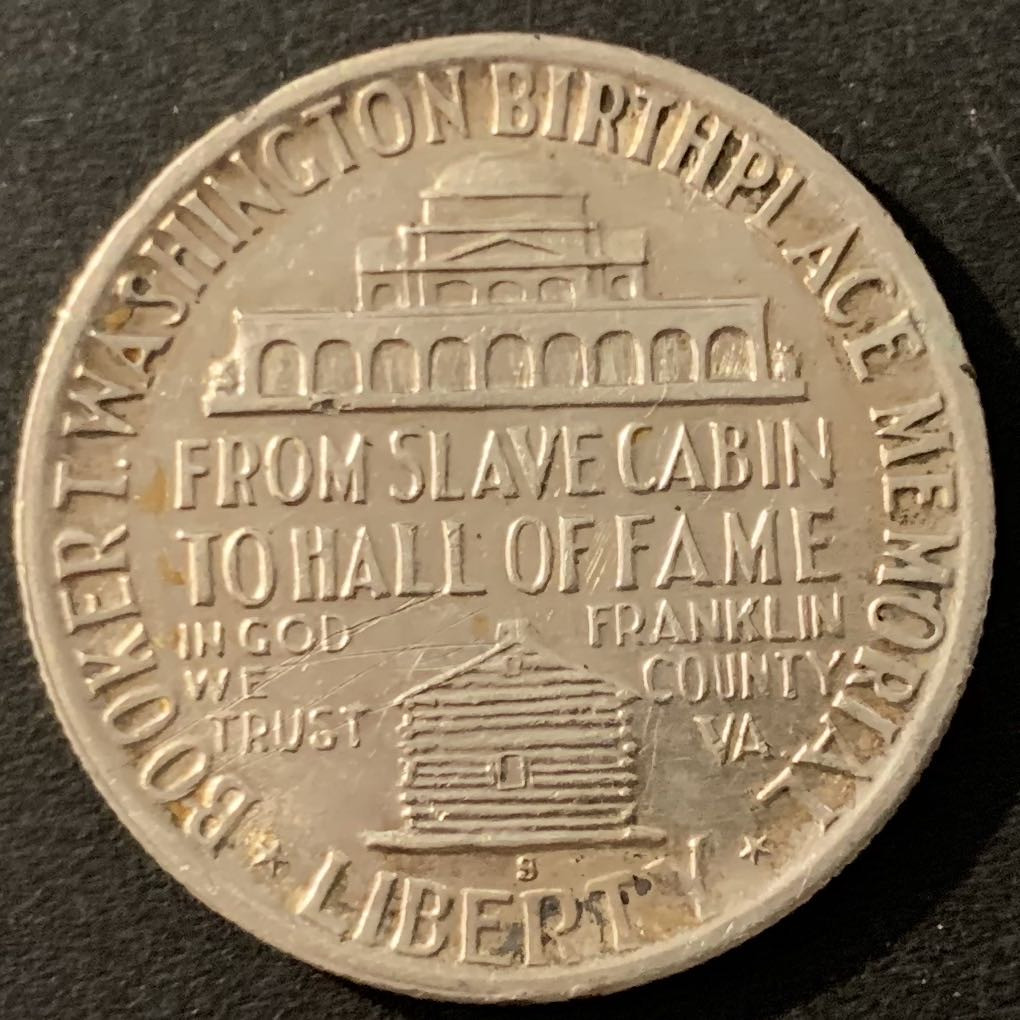 BOOKER T. WASHINGTON BIRTHPLACE MEMORIAL
FROM SLAVE CABIN
TO HALL OF FAME
IN GOD
WE
TRUST
FRANKLIN
COUNTY
VA.
S
LIBERTY